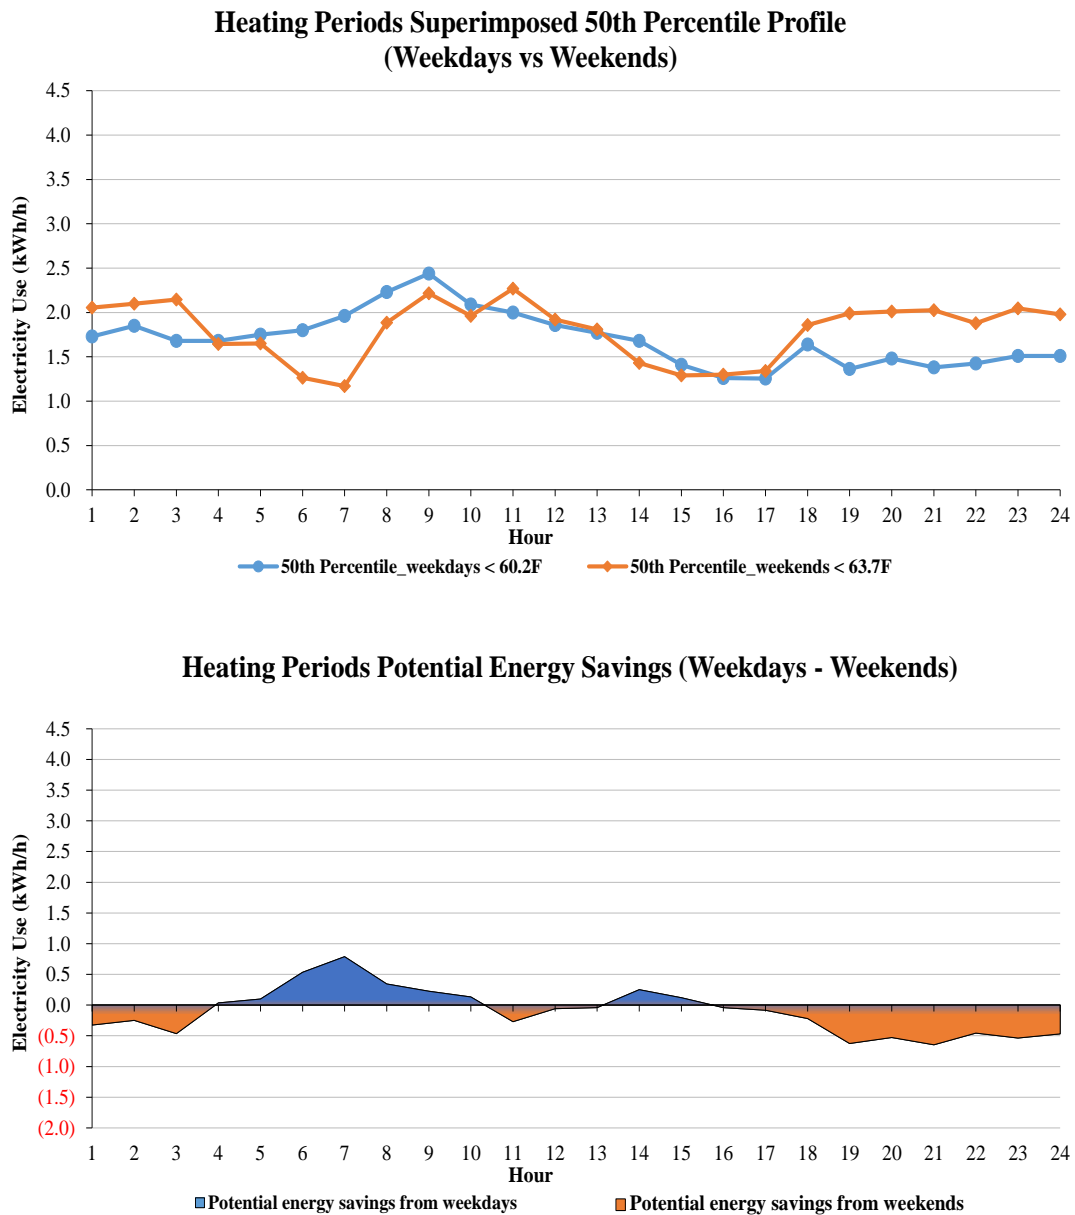 Heating Periods Superimposed 50th Percentile Profile
(Weekdays vs Weekends)
Electricity Use (kWh/h)
4.5
4.0
3.5
3.0
2.5
2.0
1.5
1.0
0.5
0.0
1 2 3 4 5 6 7 8 9 10 11 12 13 14 15 16 17 18 19 20 21 22 23 24
Hour
50th Percentile_weekdays < 60.2F 50th Percentile_weekends < 63.7F
Heating Periods Potential Energy Savings (Weekdays - Weekends)
Electricity Use (kWh/h)
4.5
4.0
3.5
3.0
2.5
2.0
1.5
1.0
0.5
0.0
(0.5)
(1.0)
(1.5)
(2.0)
1 2 3 4 5 6 7 8 9 10 11 12 13 14 15 16 17 18 19 20 21 22 23 24
Hour
Potential energy savings from weekdays Potential energy savings from weekends